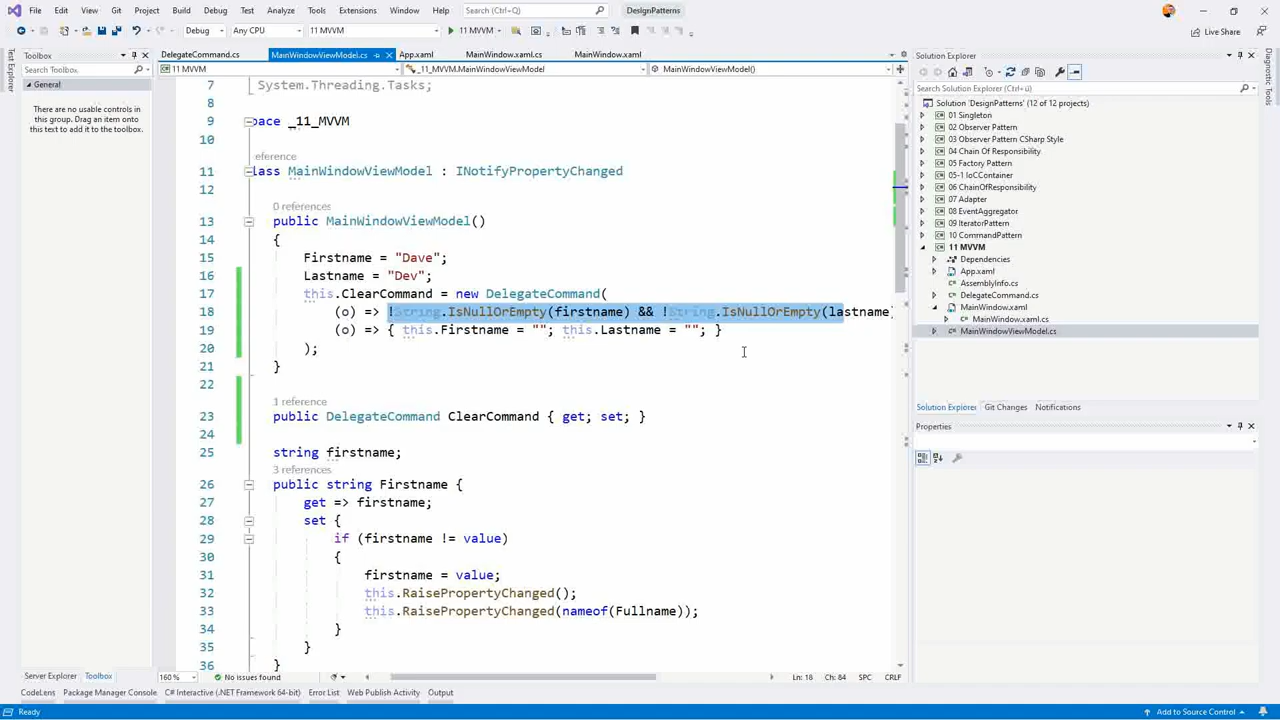 File Edit View Git Project Build Debug Test Analyze Tools Extensions Window Help Search (Ctrl+Q) DesignPatterns
Debug Any CPU 11 MVVM 11 MVVM Live Share
Test Explorer
Toolbox
Search Toolbox
General
There are no usable controls in
this group. Drag an item onto
this text to add it to the toolbox.
Server Explorer Toolbox
DelegateCommand.cs MainWindowViewModel.cs App.xaml MainWindow.xaml.cs MainWindow.xaml
11 MVVM _11_MVVM.MainWindowViewModel MainWindowViewModel()
7 System.Threading.Tasks;
8
9 pace _11_MVVM
10
eference
11 lass MainWindowViewModel : INotifyPropertyChanged
12
0 references
13 public MainWindowViewModel()
14 {
15 Firstname = "Dave";
16 Lastname = "Dev";
17 this.ClearCommand = new DelegateCommand(
18 (o) => !String.IsNullOrEmpty(firstname) && !String.IsNullOrEmpty(lastname)
19 (o) => { this.Firstname = ""; this.Lastname = ""; }
20 );
21 }
22
1 reference
23 public DelegateCommand ClearCommand { get; set; }
24
25 string firstname;
3 references
26 public string Firstname {
27 get => firstname;
28 set {
29 if (firstname != value)
30 {
31 firstname = value;
32 this.RaisePropertyChanged();
33 this.RaisePropertyChanged(nameof(Fullname));
34 }
35 }
36 }
160 % No issues found Ln: 18 Ch: 84 SPC CRLF
Solution Explorer
Search Solution Explorer (Ctrl+ü)
Solution 'DesignPatterns' (12 of 12 projects)
01 Singleton
02 Observer Pattern
03 Observer Pattern CSharp Style
04 Chain Of Responsibility
05 Factory Pattern
05-1 IoCContainer
06 ChainOfResponsibility
07 Adapter
08 EventAggregator
09 IteratorPattern
10 CommandPattern
11 MVVM
Dependencies
App.xaml
AssemblyInfo.cs
DelegateCommand.cs
MainWindow.xaml
MainWindow.xaml.cs
MainWindowViewModel.cs
Solution Explorer Git Changes Notifications
Properties
Diagnostic Tools
CodeLens Package Manager Console C# Interactive (.NET Framework 64-bit) Error List Web Publish Activity Output
Ready Add to Source Control